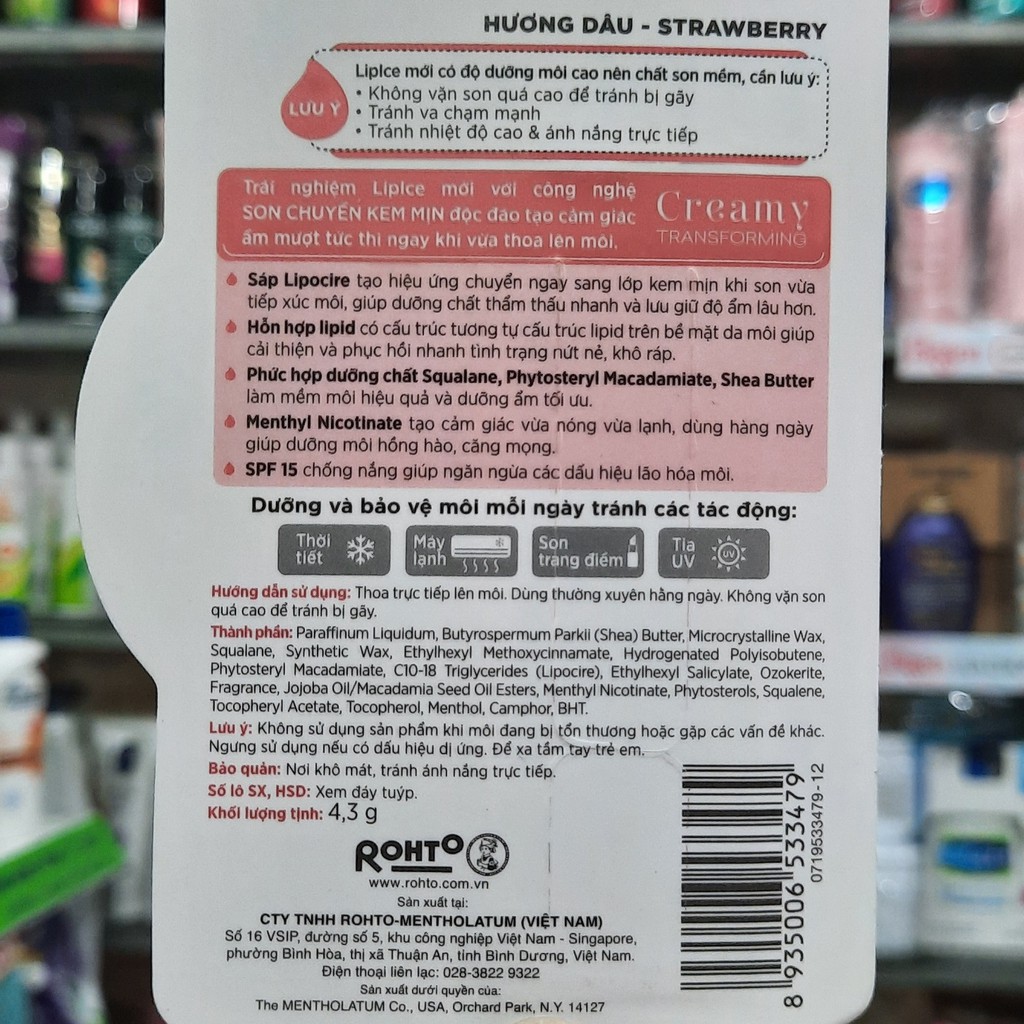 HƯƠNG DÂU - STRAWBERRY
LƯU Ý
LipIce mới có độ dưỡng môi cao nên chất son mềm, cần lưu ý:
• Không vặn son quá cao để tránh bị gãy
• Tránh va chạm mạnh
• Tránh nhiệt độ cao & ánh nắng trực tiếp
Trải nghiệm LipIce mới với công nghệ
SON CHUYỂN KEM MỊN độc đáo tạo cảm giác
ẩm mượt tức thì ngay khi vừa thoa lên môi.
Creamy
TRANSFORMING
Sáp Lipocire tạo hiệu ứng chuyển ngay sang lớp kem mịn khi son vừa
tiếp xúc môi, giúp dưỡng chất thẩm thấu nhanh và lưu giữ độ ẩm lâu hơn.
Hỗn hợp lipid có cấu trúc tương tự cấu trúc lipid trên bề mặt da môi giúp
cải thiện và phục hồi nhanh tình trạng nứt nẻ, khô ráp.
Phức hợp dưỡng chất Squalane, Phytosteryl Macadamiate, Shea Butter
làm mềm môi hiệu quả và dưỡng ẩm tối ưu.
Menthyl Nicotinate tạo cảm giác vừa nóng vừa lạnh, dùng hàng ngày
giúp dưỡng môi hồng hào, căng mọng.
SPF 15 chống nắng giúp ngăn ngừa các dấu hiệu lão hóa môi.
Dưỡng và bảo vệ môi mỗi ngày tránh các tác động:
Thời
tiết
Máy
lạnh
Son
trang điểm
Tia
UV
UV
Hướng dẫn sử dụng: Thoa trực tiếp lên môi. Dùng thường xuyên hằng ngày. Không vặn son
quá cao để tránh bị gãy.
Thành phần: Paraffinum Liquidum, Butyrospermum Parkii (Shea) Butter, Microcrystalline Wax,
Squalane, Synthetic Wax, Ethylhexyl Methoxycinnamate, Hydrogenated Polyisobutene,
Phytosteryl Macadamiate, C10-18 Triglycerides (Lipocire), Ethylhexyl Salicylate, Ozokerite,
Fragrance, Jojoba Oil/Macadamia Seed Oil Esters, Menthyl Nicotinate, Phytosterols, Squalene,
Tocopheryl Acetate, Tocopherol, Menthol, Camphor, BHT.
Lưu ý: Không sử dụng sản phẩm khi môi đang bị tổn thương hoặc gặp các vấn đề khác.
Ngưng sử dụng nếu có dấu hiệu dị ứng. Để xa tầm tay trẻ em.
Bảo quản: Nơi khô mát, tránh ánh nắng trực tiếp.
Số lô SX, HSD: Xem đáy tuýp.
Khối lượng tịnh: 4,3 g
ROHTO
www.rohto.com.vn
Sản xuất tại:
CTY TNHH ROHTO-MENTHOLATUM (VIỆT NAM)
Số 16 VSIP, đường số 5, khu công nghiệp Việt Nam - Singapore,
phường Bình Hòa, thị xã Thuận An, tỉnh Bình Dương, Việt Nam.
Điện thoại liên lạc: 028-3822 9322
Sản xuất dưới quyền của:
The MENTHOLATUM Co., USA, Orchard Park, N.Y. 14127
8 935006 533479
0719533479-12